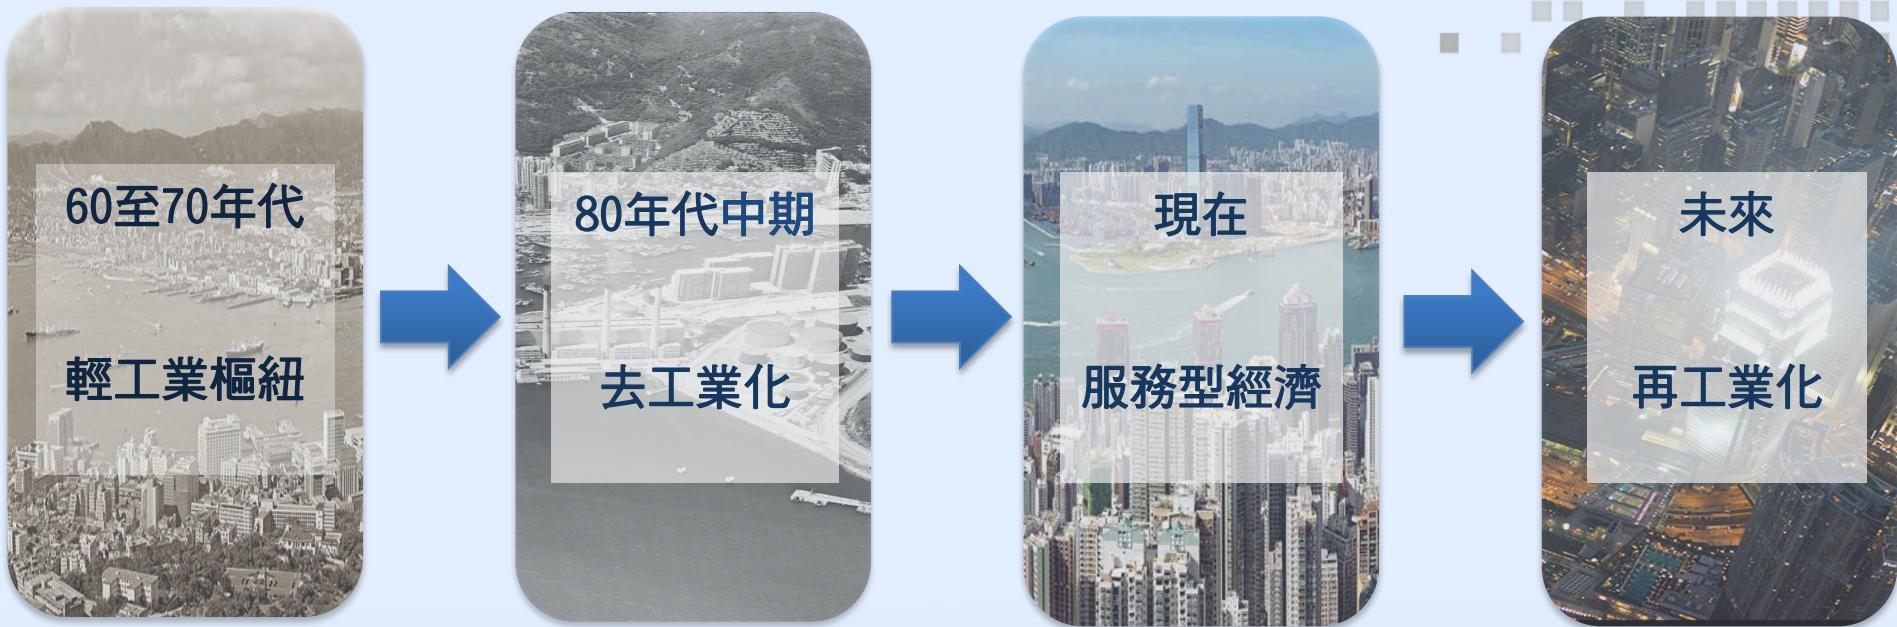 60至70年代
輕工業樞紐
80年代中期
去工業化
現在
服務型經濟
未來
再工業化